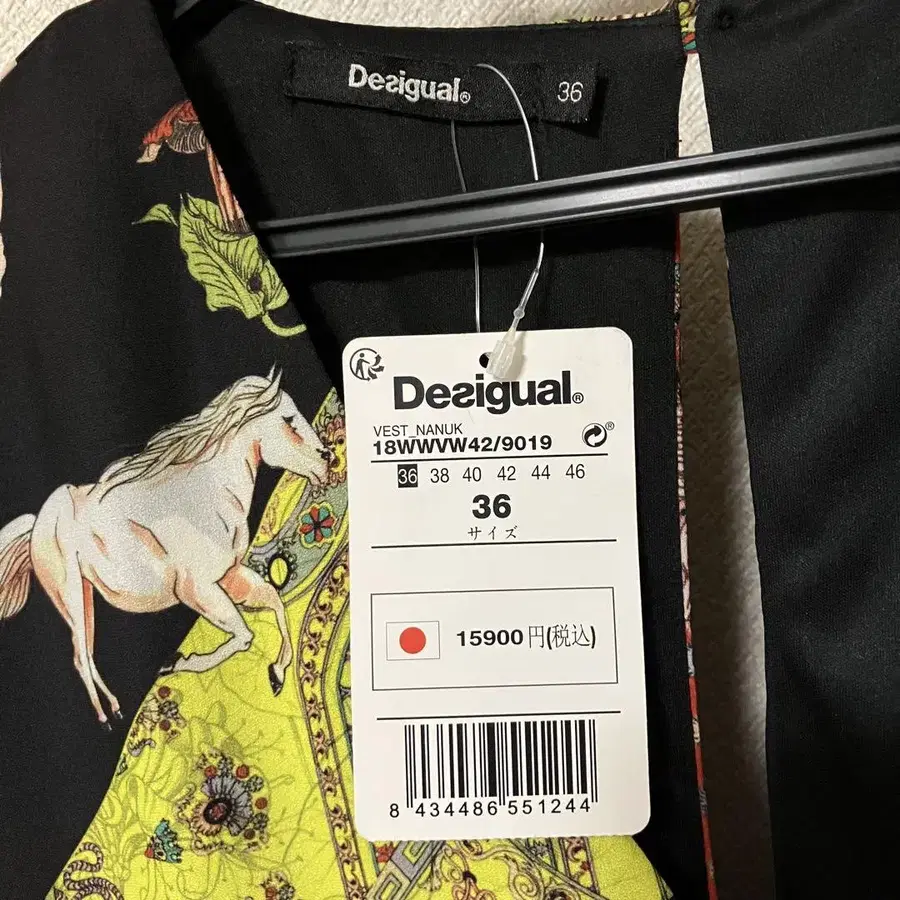 Desigual® 36
Desigual®
VEST_NANUK
18WWVW42/9019 ®
36 38 40 42 44 46
36
サイズ
15900円(税込)
8 434486 551244